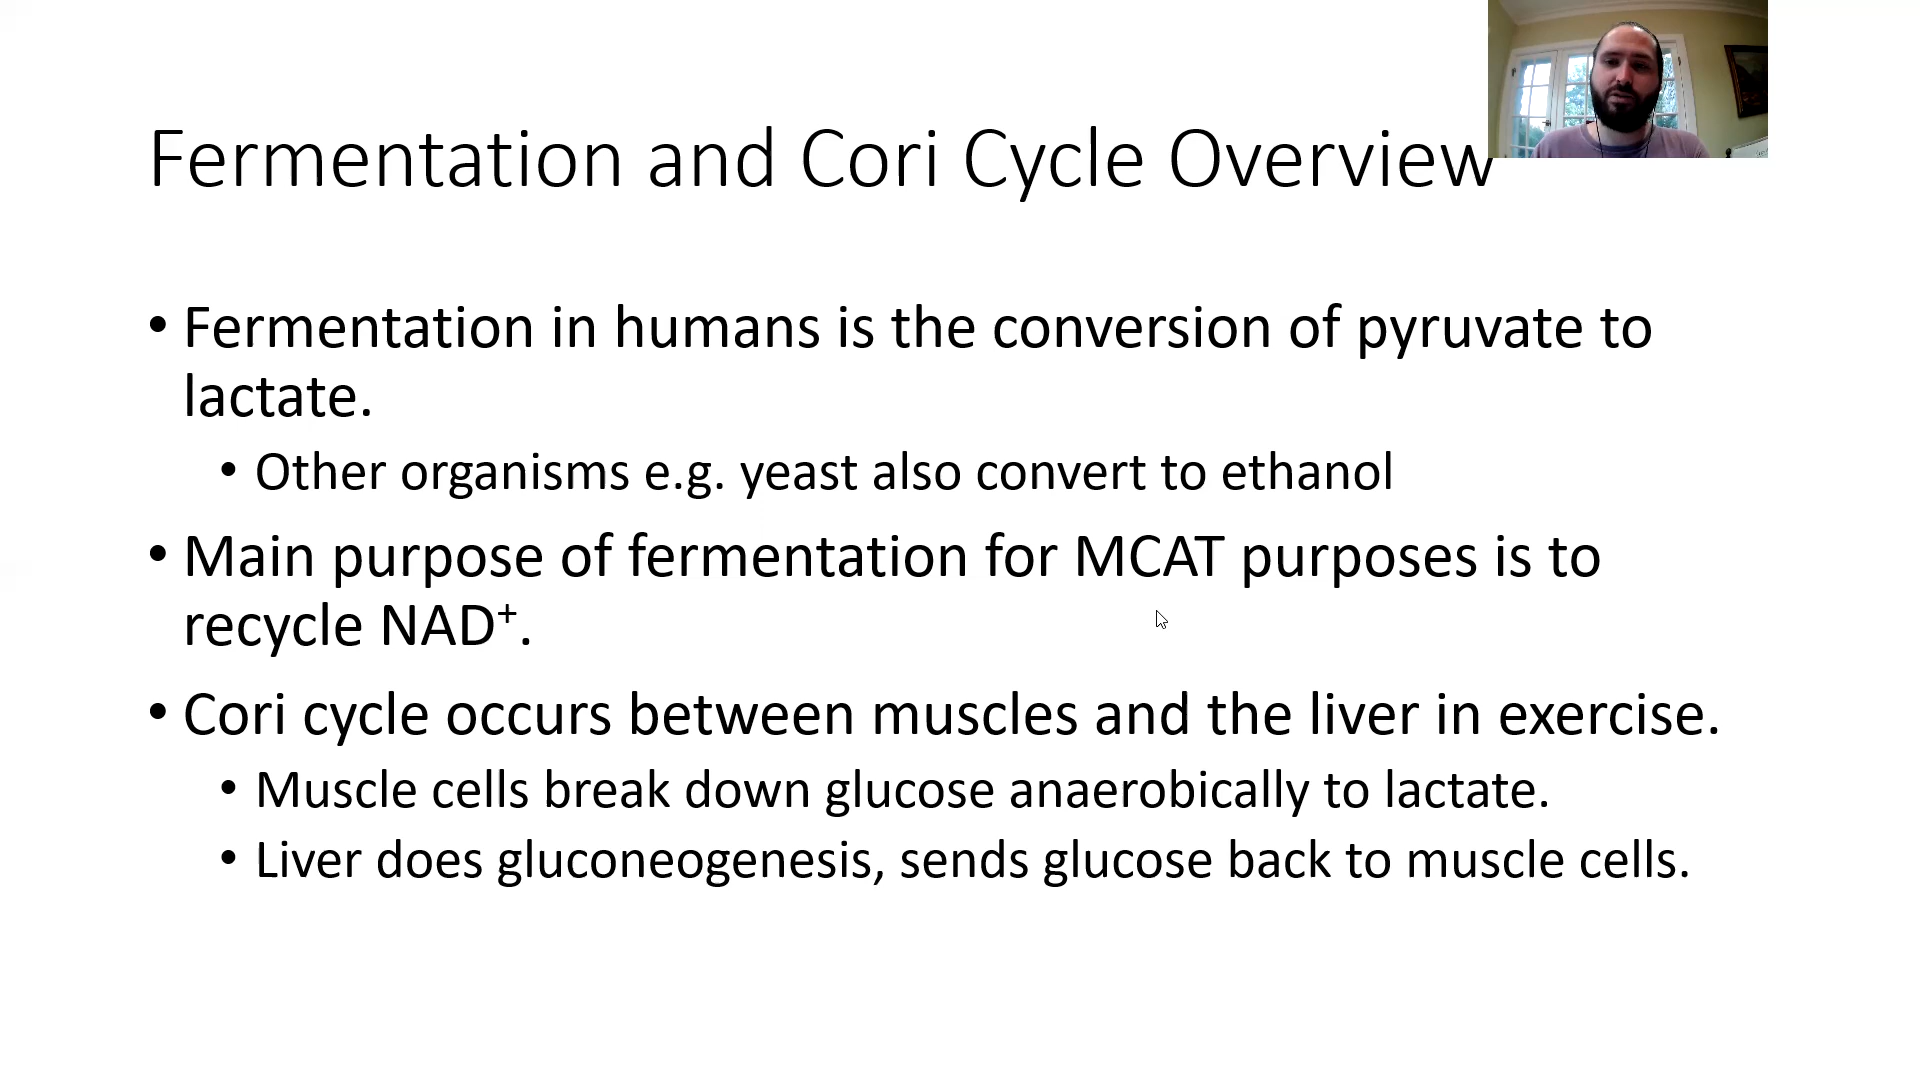 Fermentation and Cori Cycle Overview
• Fermentation in humans is the conversion of pyruvate to
lactate.
• Other organisms e.g. yeast also convert to ethanol
• Main purpose of fermentation for MCAT purposes is to
recycle NAD⁺.
• Cori cycle occurs between muscles and the liver in exercise.
• Muscle cells break down glucose anaerobically to lactate.
• Liver does gluconeogenesis, sends glucose back to muscle cells.